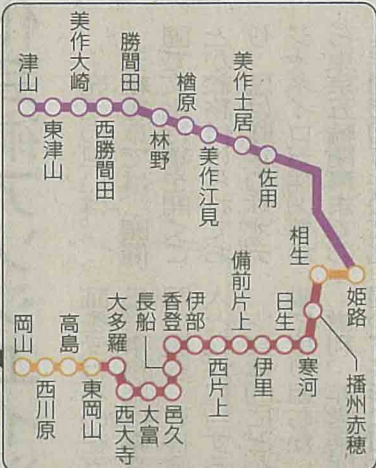 津山
東津山
美作大崎
西勝間田
勝間田
林野
楢原
美作江見
美作土居
佐用
姫路
相生
播州赤穂
寒河
日生
伊里
備前片上
西片上
伊部
香登
長船
邑久
大富
西大寺
大多羅
東岡山
高島
西川原
岡山